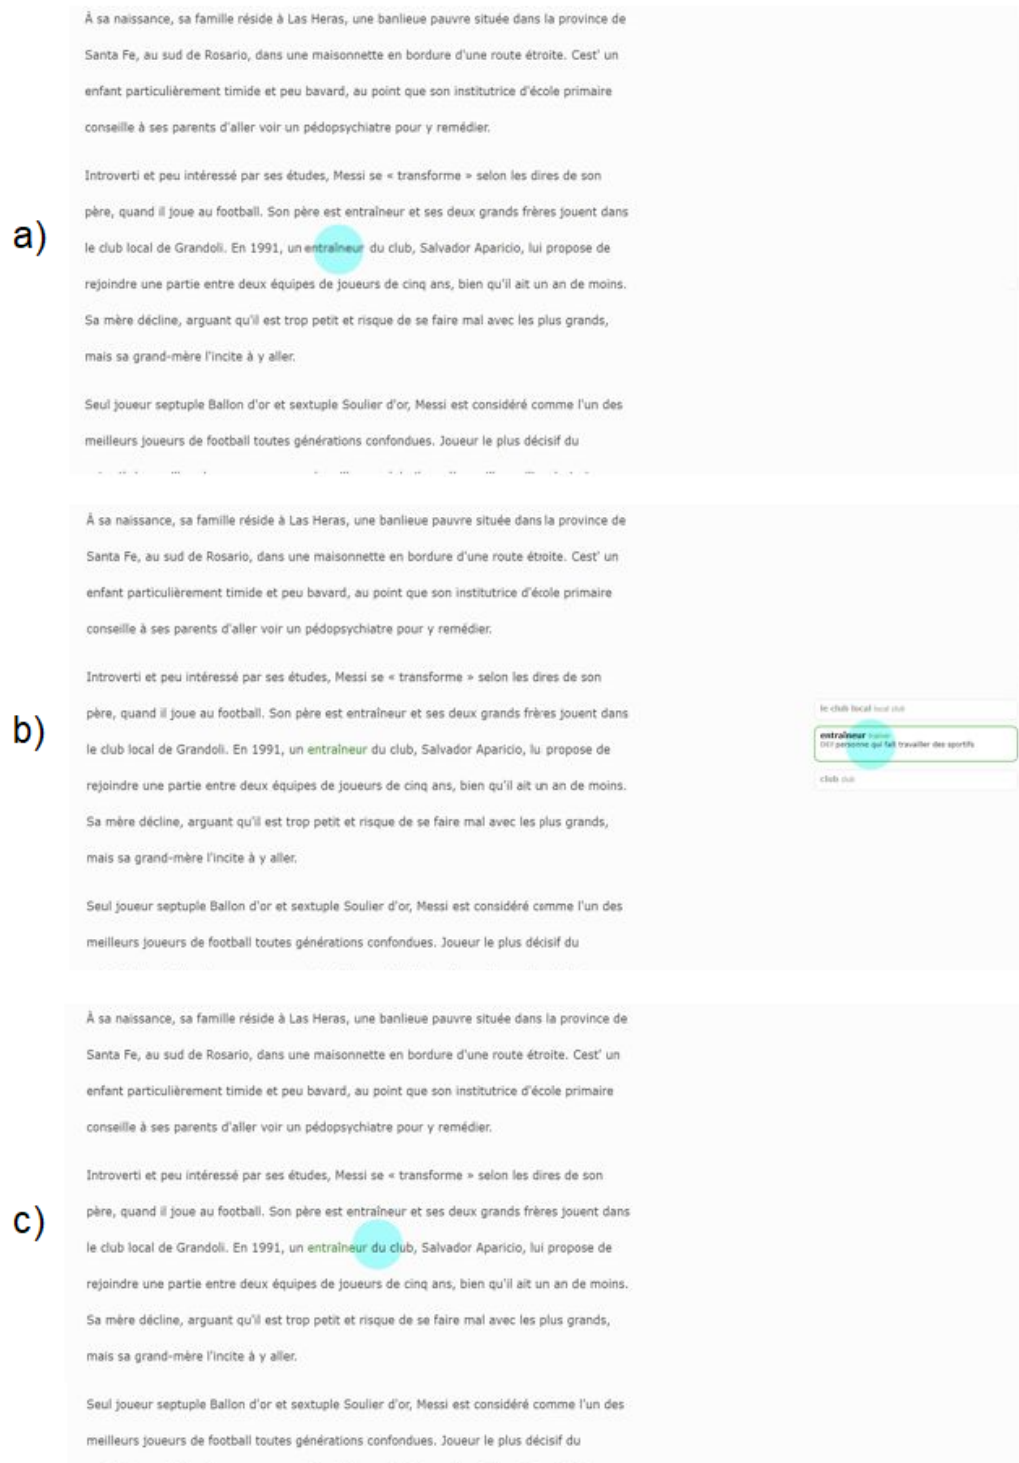 a)
À sa naissance, sa famille réside à Las Heras, une banlieue pauvre située dans la province de
Santa Fe, au sud de Rosario, dans une maisonnette en bordure d'une route étroite. Cest' un
enfant particulièrement timide et peu bavard, au point que son institutrice d'école primaire
conseille à ses parents d'aller voir un pédopsychiatre pour y remédier.
Introverti et peu intéressé par ses études, Messi se « transforme » selon les dires de son
père, quand il joue au football. Son père est entraîneur et ses deux grands frères jouent dans
le club local de Grandoli. En 1991, un entraîneur du club, Salvador Aparicio, lui propose de
rejoindre une partie entre deux équipes de joueurs de cinq ans, bien qu'il ait un an de moins.
Sa mère décline, arguant qu'il est trop petit et risque de se faire mal avec les plus grands,
mais sa grand-mère l'incite à y aller.
Seul joueur septuple Ballon d'or et sextuple Soulier d'or, Messi est considéré comme l'un des
meilleurs joueurs de football toutes générations confondues. Joueur le plus décisif du
b)
À sa naissance, sa famille réside à Las Heras, une banlieue pauvre située dans la province de
Santa Fe, au sud de Rosario, dans une maisonnette en bordure d'une route étroite. Cest' un
enfant particulièrement timide et peu bavard, au point que son institutrice d'école primaire
conseille à ses parents d'aller voir un pédopsychiatre pour y remédier.
Introverti et peu intéressé par ses études, Messi se « transforme » selon les dires de son
père, quand il joue au football. Son père est entraîneur et ses deux grands frères jouent dans
le club local de Grandoli. En 1991, un entraîneur du club, Salvador Aparicio, lu propose de
rejoindre une partie entre deux équipes de joueurs de cinq ans, bien qu'il ait un an de moins.
Sa mère décline, arguant qu'il est trop petit et risque de se faire mal avec les plus grands,
mais sa grand-mère l'incite à y aller.
Seul joueur septuple Ballon d'or et sextuple Soulier d'or, Messi est considéré comme l'un des
meilleurs joueurs de football toutes générations confondues. Joueur le plus décisif du
le club local local club
entraîneur trainer
DEF personne qui fait travailler des sportifs
club club
c)
À sa naissance, sa famille réside à Las Heras, une banlieue pauvre située dans la province de
Santa Fe, au sud de Rosario, dans une maisonnette en bordure d'une route étroite. Cest' un
enfant particulièrement timide et peu bavard, au point que son institutrice d'école primaire
conseille à ses parents d'aller voir un pédopsychiatre pour y remédier.
Introverti et peu intéressé par ses études, Messi se « transforme » selon les dires de son
père, quand il joue au football. Son père est entraîneur et ses deux grands frères jouent dans
le club local de Grandoli. En 1991, un entraîneur du club, Salvador Aparicio, lui propose de
rejoindre une partie entre deux équipes de joueurs de cinq ans, bien qu'il ait un an de moins.
Sa mère décline, arguant qu'il est trop petit et risque de se faire mal avec les plus grands,
mais sa grand-mère l'incite à y aller.
Seul joueur septuple Ballon d'or et sextuple Soulier d'or, Messi est considéré comme l'un des
meilleurs joueurs de football toutes générations confondues. Joueur le plus décisif du